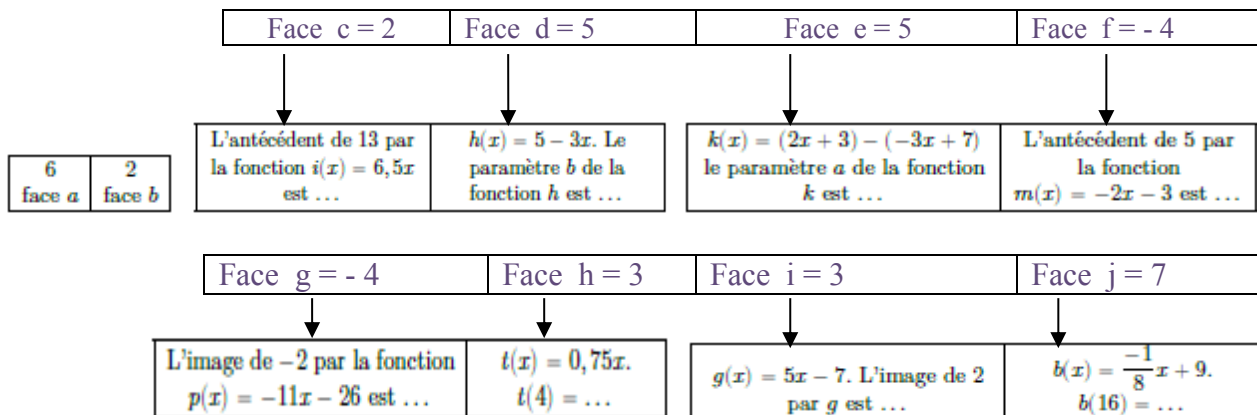 Face c = 2 Face d = 5 Face e = 5 Face f = - 4
6
face a
2
face b
L'antécédent de 13 par
la fonction i(x) = 6,5x
est ...
h(x) = 5 − 3x. Le
paramètre b de la
fonction h est ...
k(x) = (2x + 3) − (−3x + 7)
le paramètre a de la fonction
k est ...
L'antécédent de 5 par
la fonction
m(x) = −2x − 3 est ...
Face g = - 4 Face h = 3 Face i = 3 Face j = 7
L'image de −2 par la fonction
p(x) = −11x − 26 est ...
t(x) = 0,75x.
t(4) = ...
g(x) = 5x − 7. L'image de 2
par g est ...
b(x) = −1/8 x + 9.
b(16) = ...